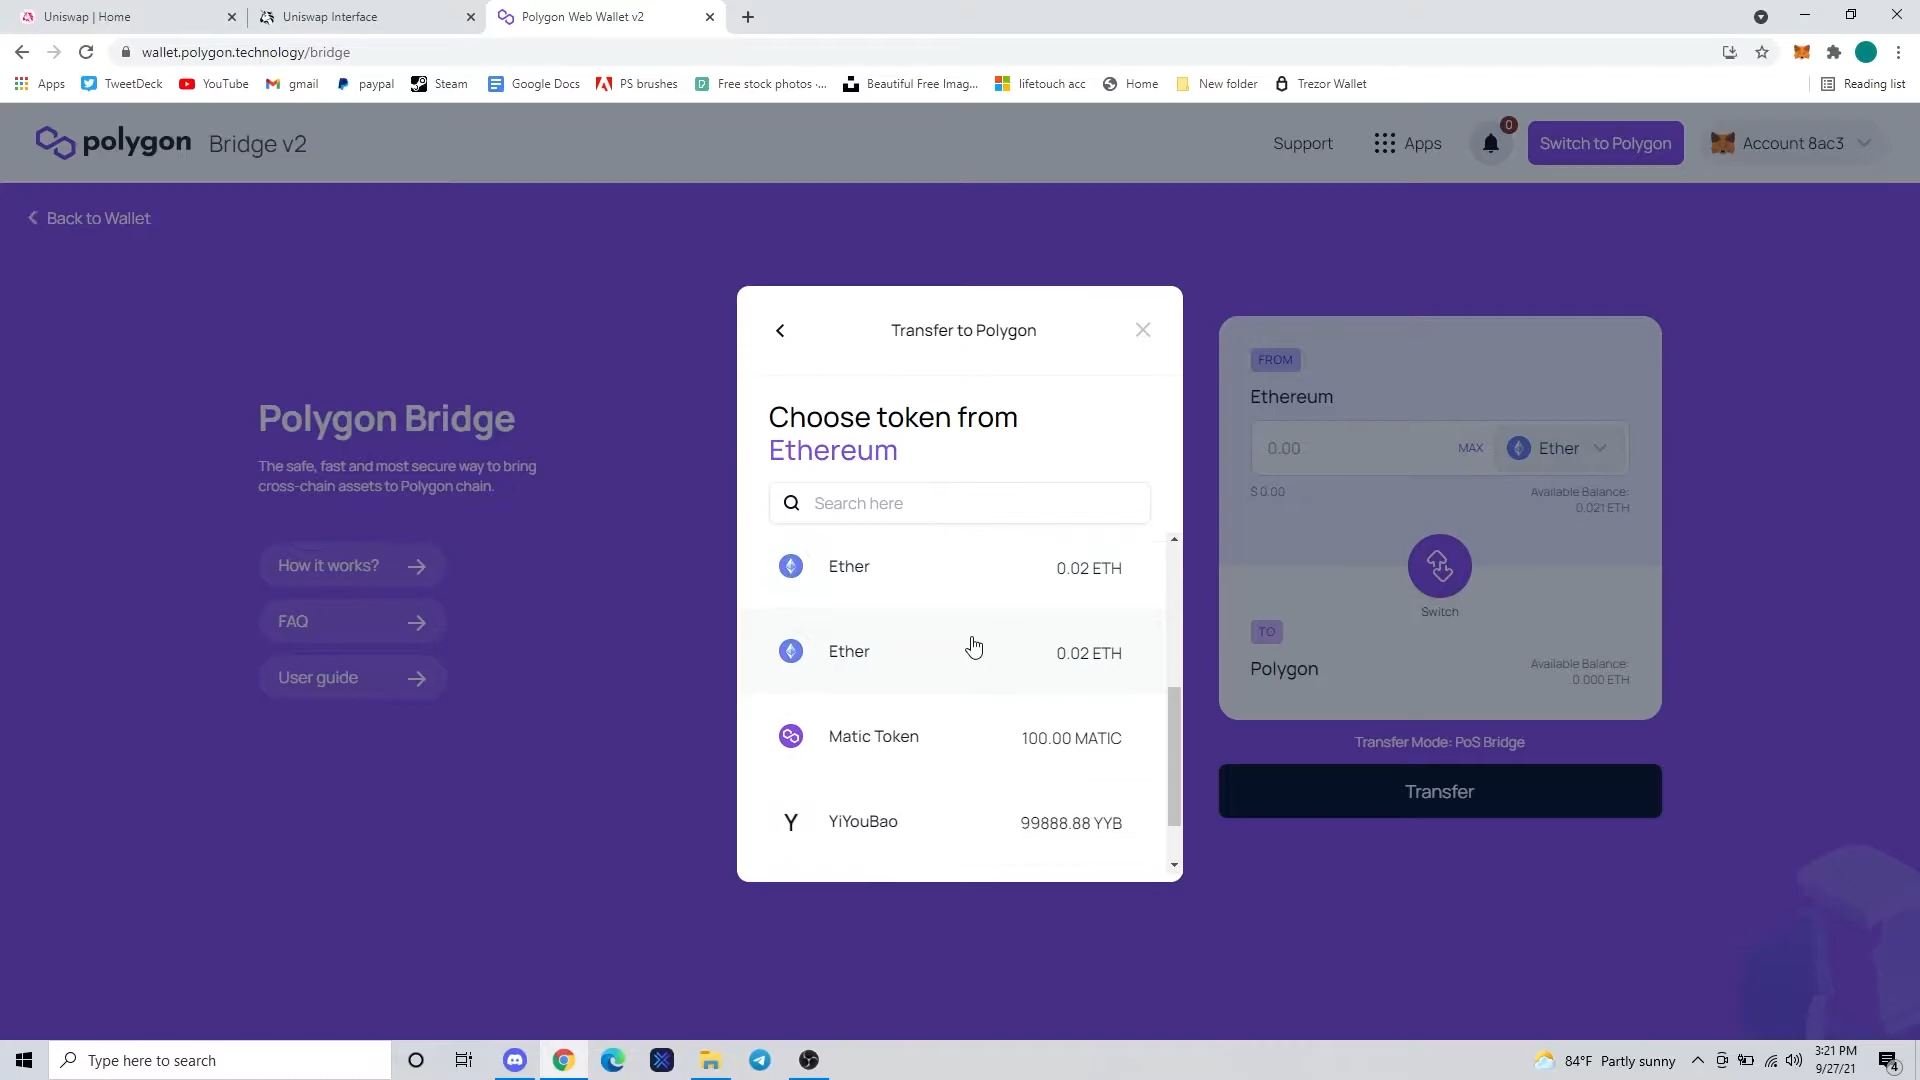 Uniswap | Home
Uniswap Interface
Polygon Web Wallet v2
wallet.polygon.technology/bridge
Apps
TweetDeck
YouTube
gmail
paypal
Steam
Google Docs
PS brushes
Free stock photos -...
Beautiful Free Imag...
lifetouch acc
Home
New folder
Trezor Wallet
Reading list
polygon
Bridge v2
Support
Apps
0
Switch to Polygon
Account 8ac3
Back to Wallet
Polygon Bridge
The safe, fast and most secure way to bring
cross-chain assets to Polygon chain.
How it works?
FAQ
User guide
Transfer to Polygon
Choose token from
Ethereum
Search here
Ether
0.02 ETH
Ether
0.02 ETH
Matic Token
100.00 MATIC
Y
YiYouBao
99888.88 YYB
FROM
Ethereum
0.00
MAX
Ether
$ 0.00
Available Balance:
0.021 ETH
Switch
TO
Polygon
Available Balance:
0.000 ETH
Transfer Mode: PoS Bridge
Transfer
Type here to search
84°F Partly sunny
3:21 PM
9/27/21
4